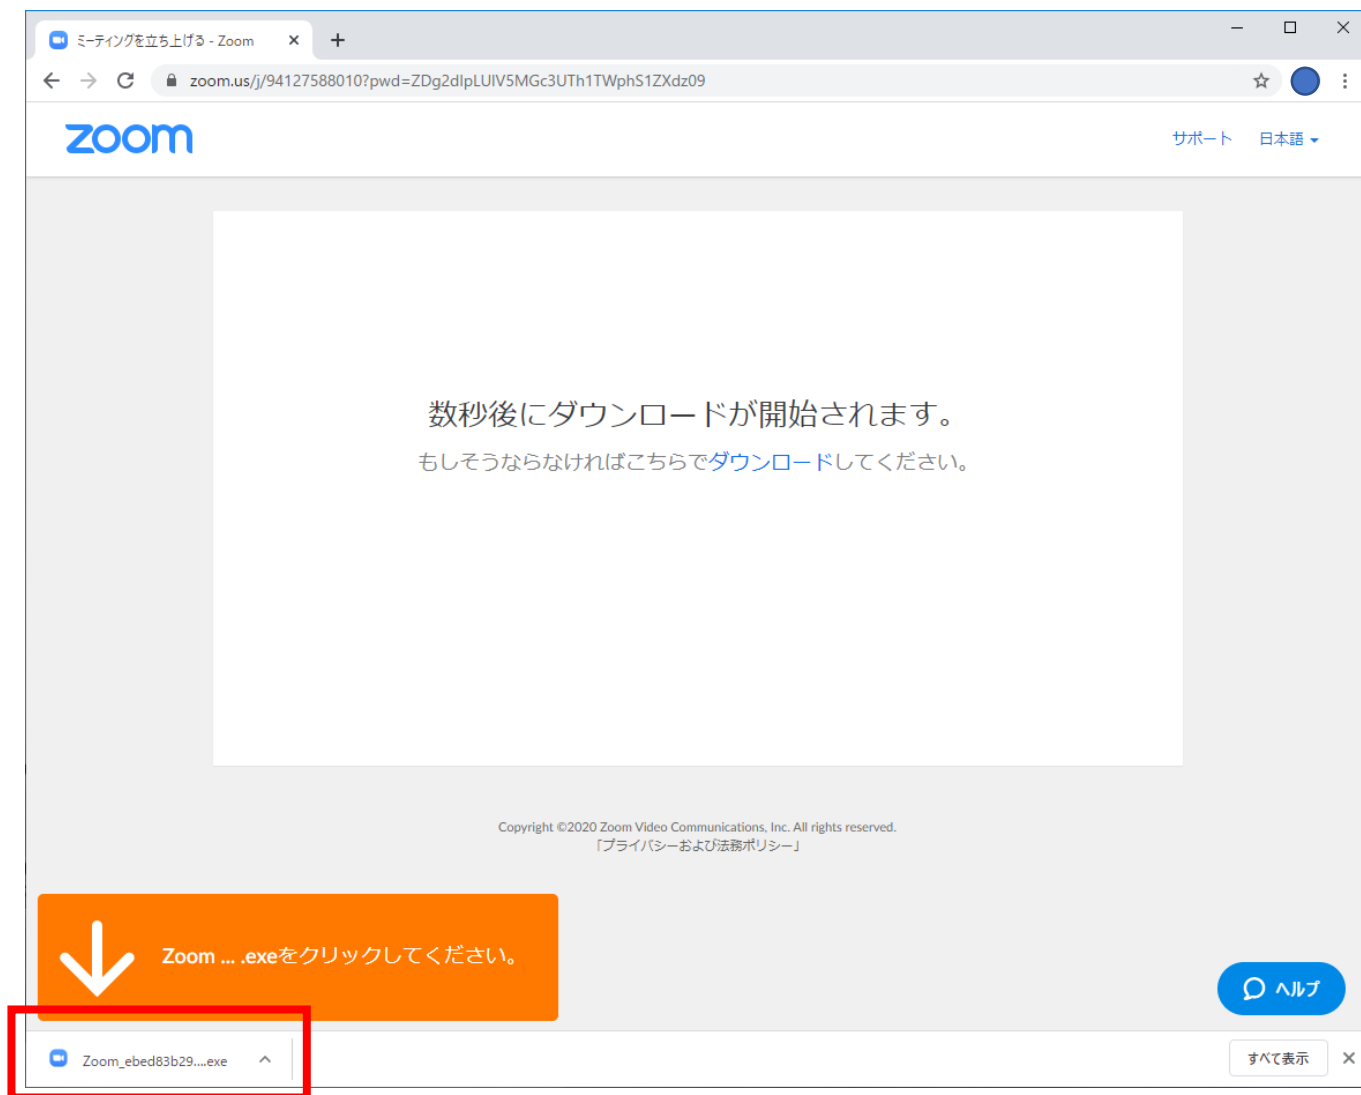 ミーティングを立ち上げる - Zoom
zoom.us/j/94127588010?pwd=ZDg2dlpLUlV5MGc3UTh1TWphS1ZXdz09
zoom
サポート 日本語
数秒後にダウンロードが開始されます。
もしそうならなければこちらでダウンロードしてください。
Copyright ©2020 Zoom Video Communications, Inc. All rights reserved.
「プライバシーおよび法務ポリシー」
Zoom ... .exeをクリックしてください。
ヘルプ
Zoom_ebed83b29....exe
すべて表示